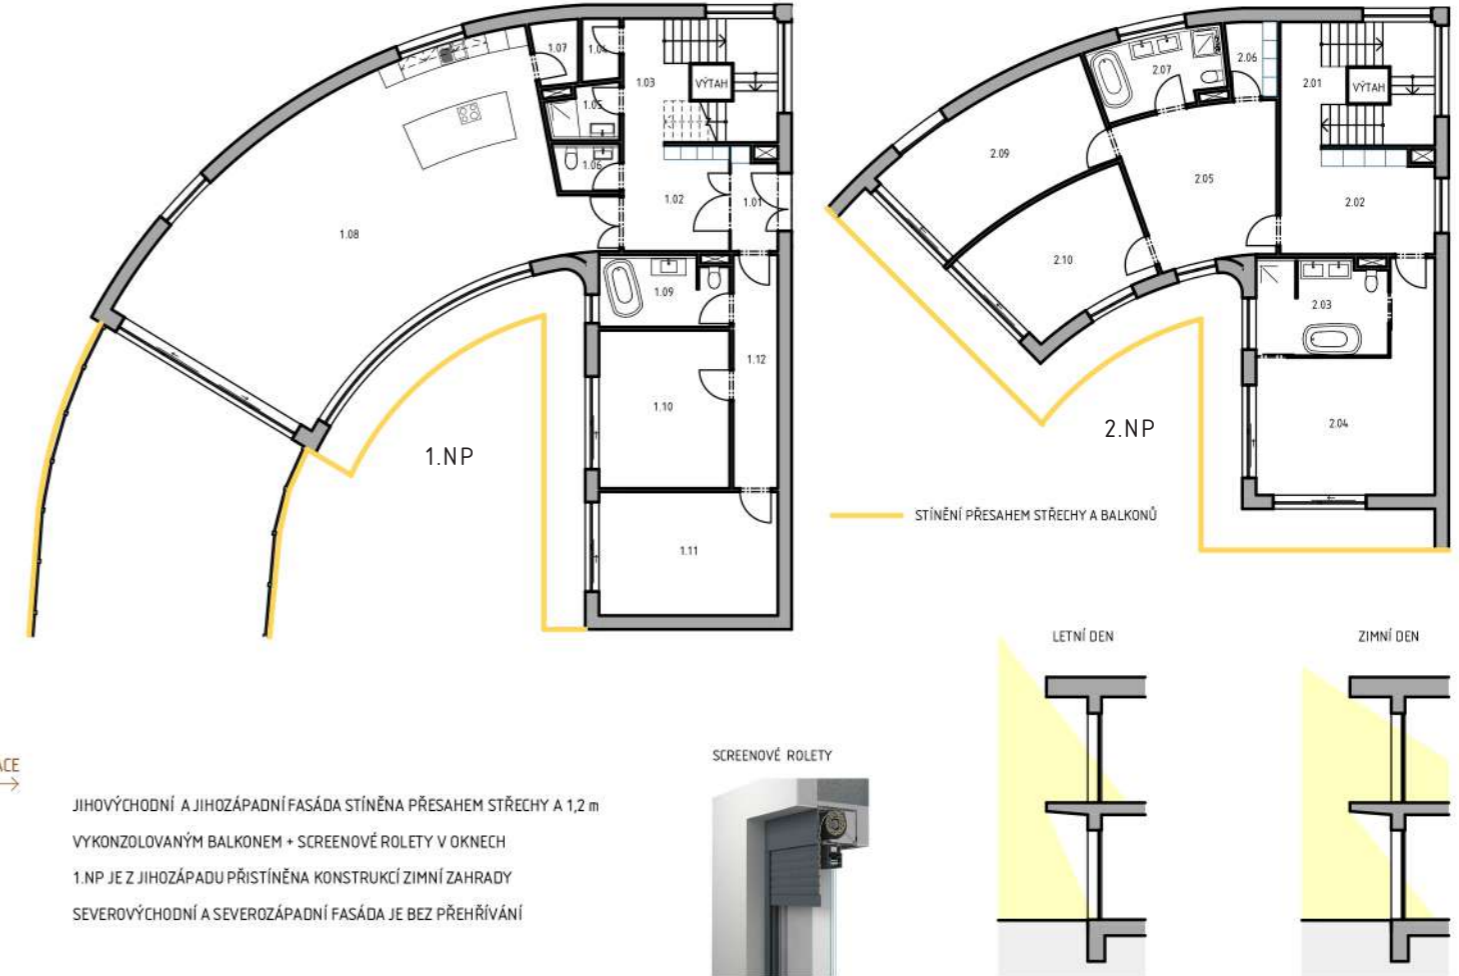 1.07
1.04
1.03
VÝTAH
1.05
1.06
1.02
1.01
1.08
1.09
1.12
1.10
1.11
1.NP
2.07
2.06
2.01
VÝTAH
2.09
2.05
2.02
2.10
2.03
2.04
2.NP
STÍNĚNÍ PŘESAHEM STŘECHY A BALKONŮ
LETNÍ DEN
ZIMNÍ DEN
SCREENOVÉ ROLETY
JIHOVÝCHODNÍ A JIHOZÁPADNÍ FASÁDA STÍNĚNA PŘESAHEM STŘECHY A 1,2 m
VYKONZOLOVANÝM BALKONEM + SCREENOVÉ ROLETY V OKNECH
1.NP JE Z JIHOZÁPADU PŘISTÍNĚNA KONSTRUKCÍ ZIMNÍ ZAHRADY
SEVEROVÝCHODNÍ A SEVEROZÁPADNÍ FASÁDA JE BEZ PŘEHŘÍVÁNÍ